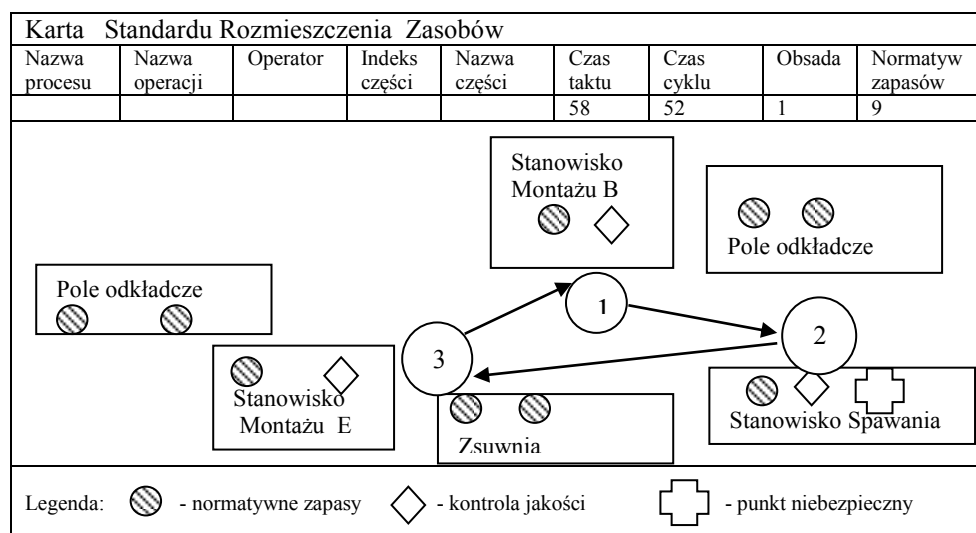 Karta Standardu Rozmieszczenia Zasobów
Nazwa procesu
Nazwa operacji
Operator
Indeks części
Nazwa części
Czas taktu
Czas cyklu
Obsada
Normatyw zapasów
58
52
1
9
Stanowisko
Montażu B
Pole odkładcze
Pole odkładcze
1
2
3
Stanowisko
Montażu E
Zsuwnia
Stanowisko Spawania
Legenda: - normatywne zapasy - kontrola jakości - punkt niebezpieczny